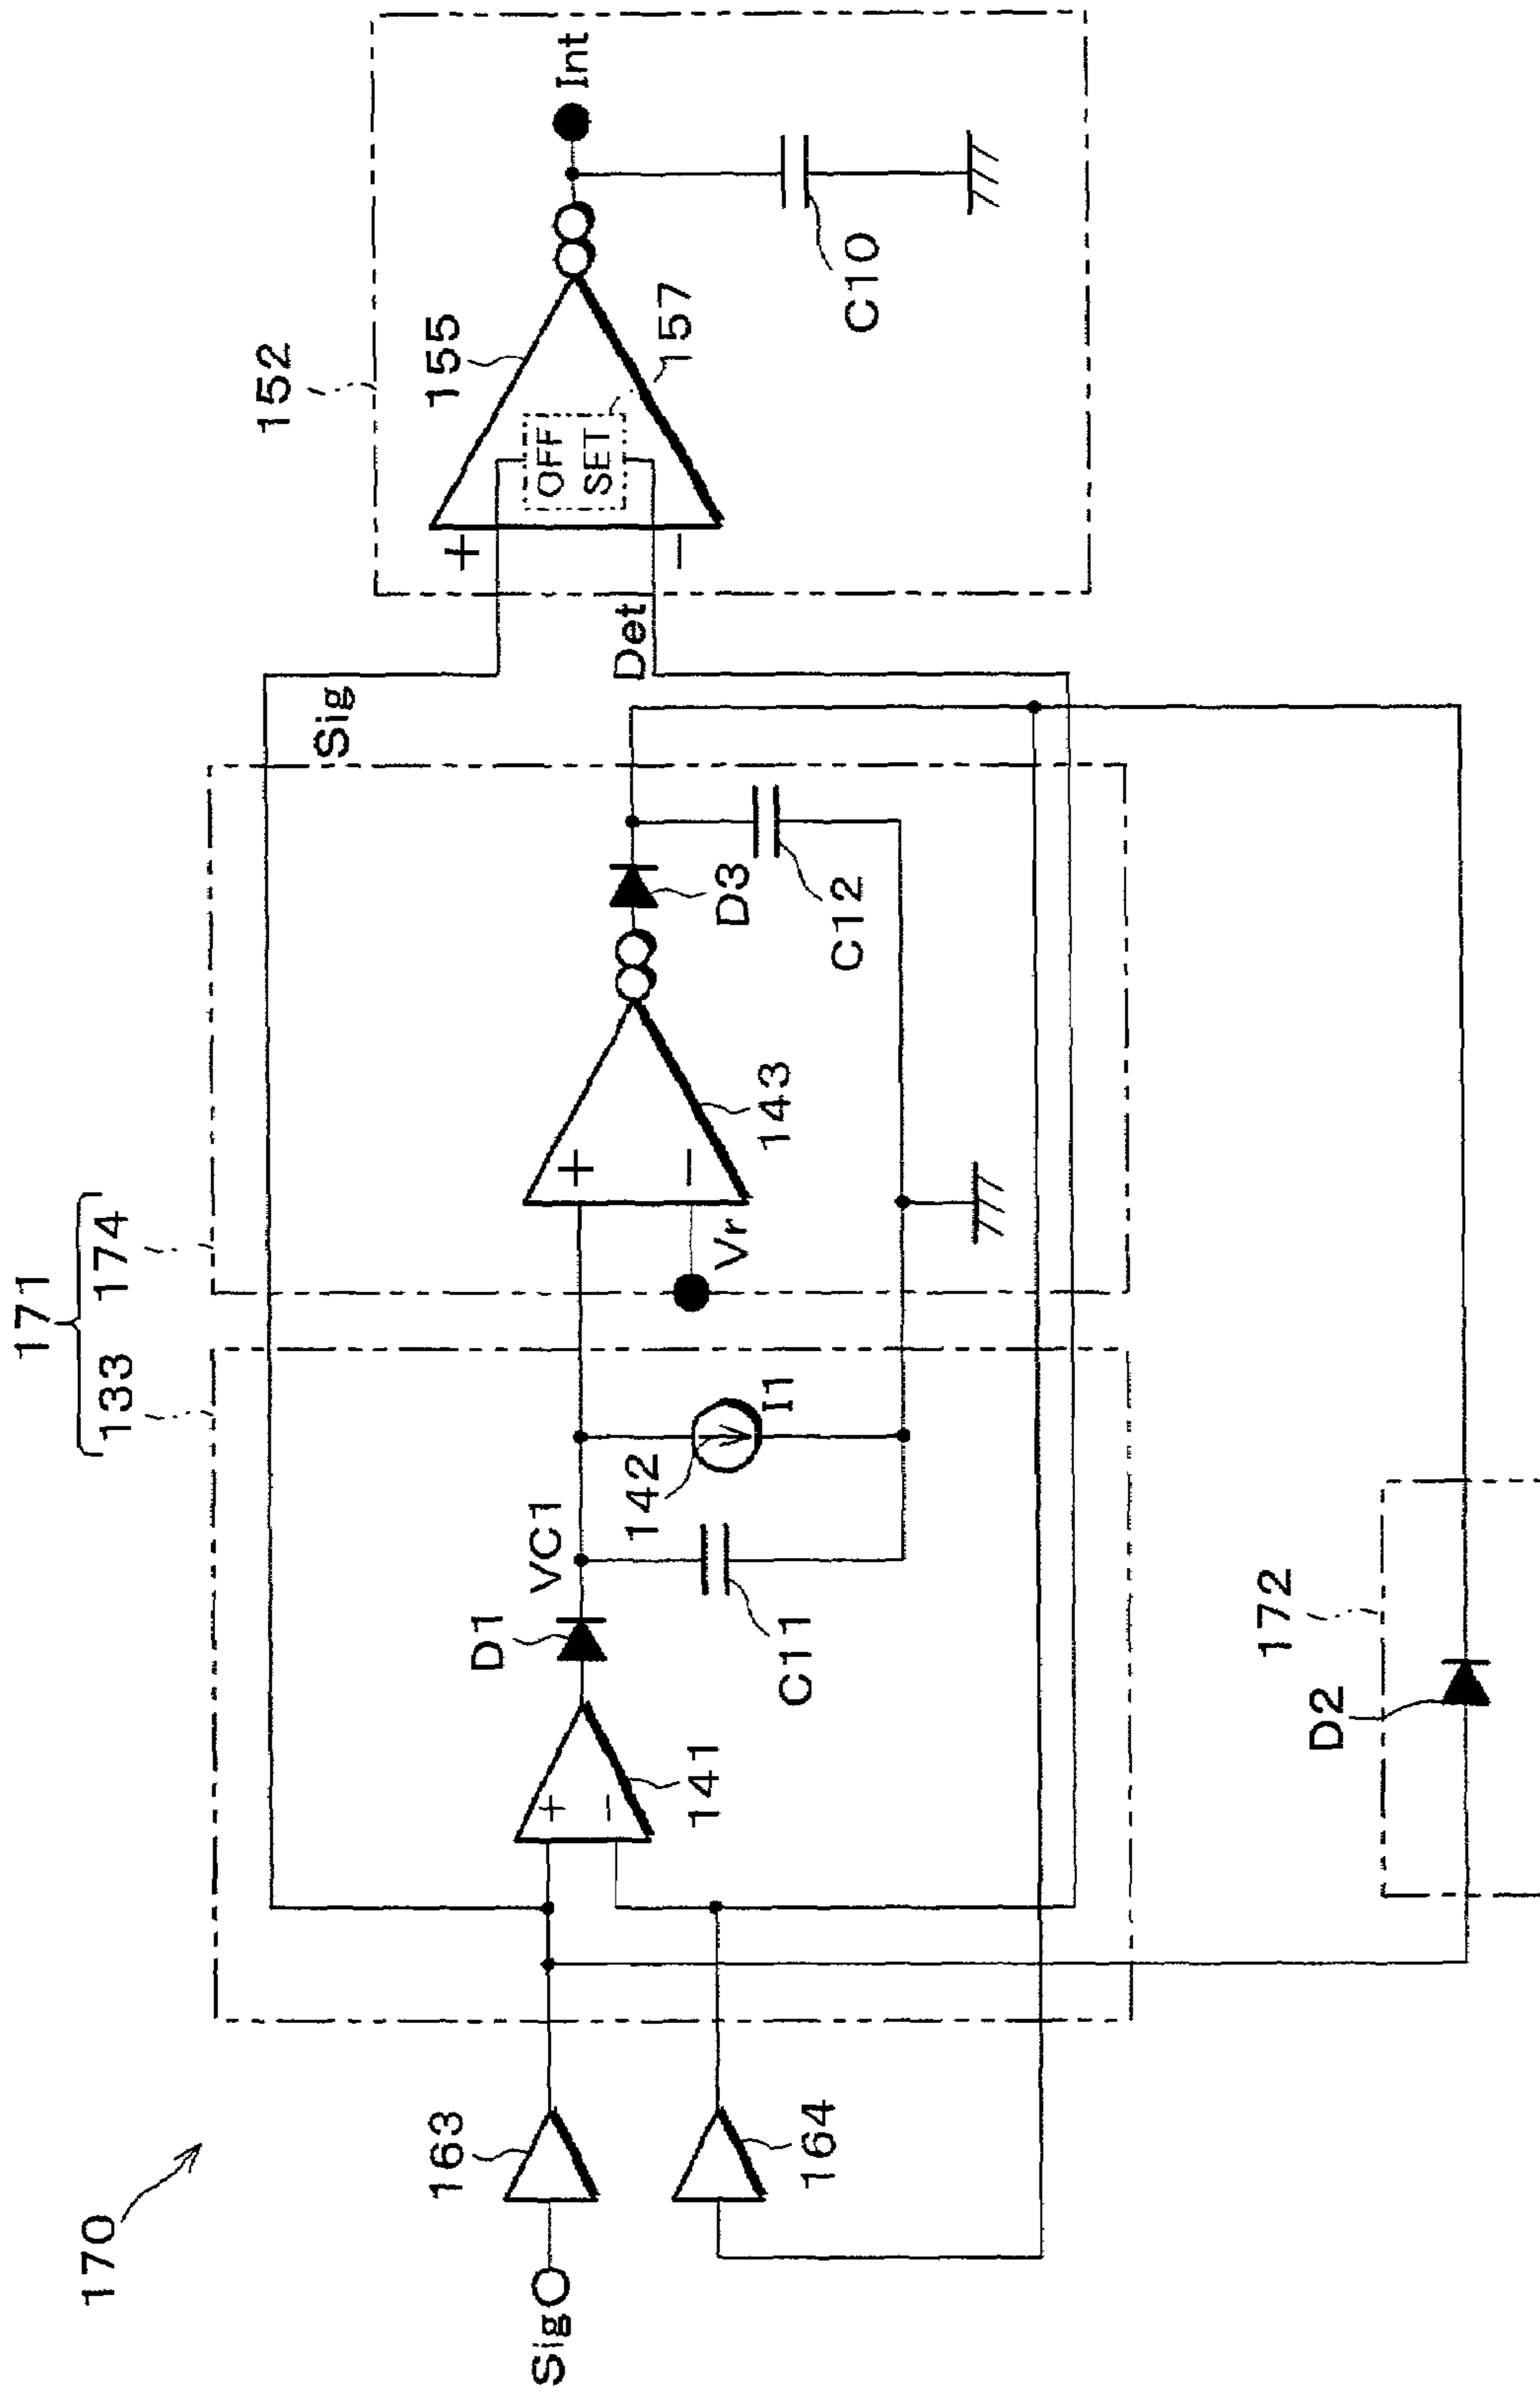 170
171
133 174
152
Sig
163
164
D1
VC1
141
C11
142
I1
+
−
+
−
Vr
143
D3
C12
Sig
Det
+
−
OFF
SET
155
157
Int
C10
172
D2